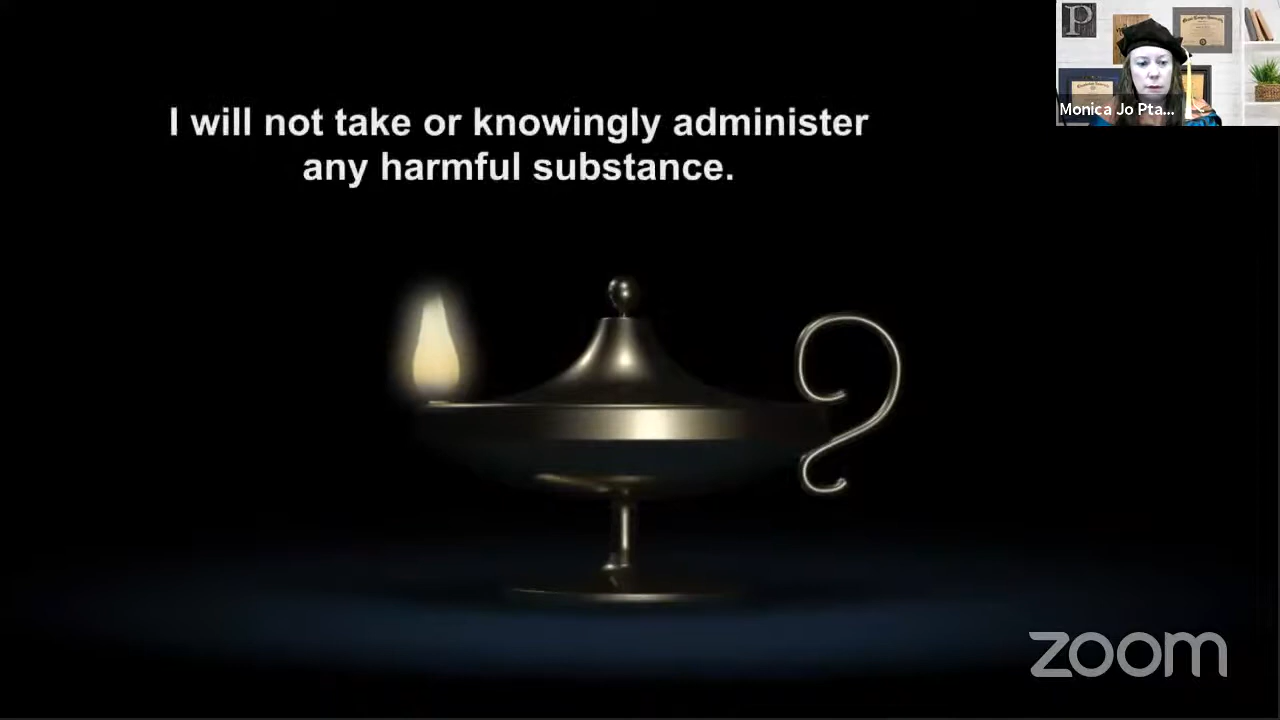 I will not take or knowingly administer
any harmful substance.
P
Monica Jo Pta...
zoom